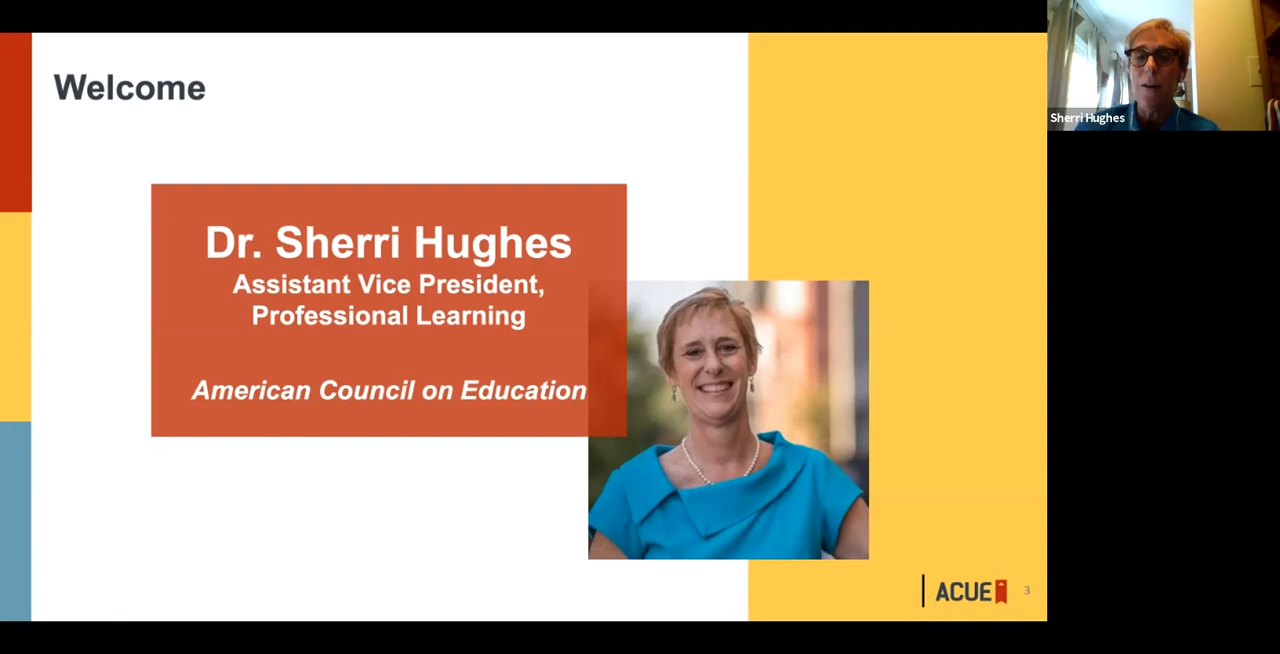 Welcome
Dr. Sherri Hughes
Assistant Vice President,
Professional Learning
American Council on Education
ACUE
3
Sherri Hughes